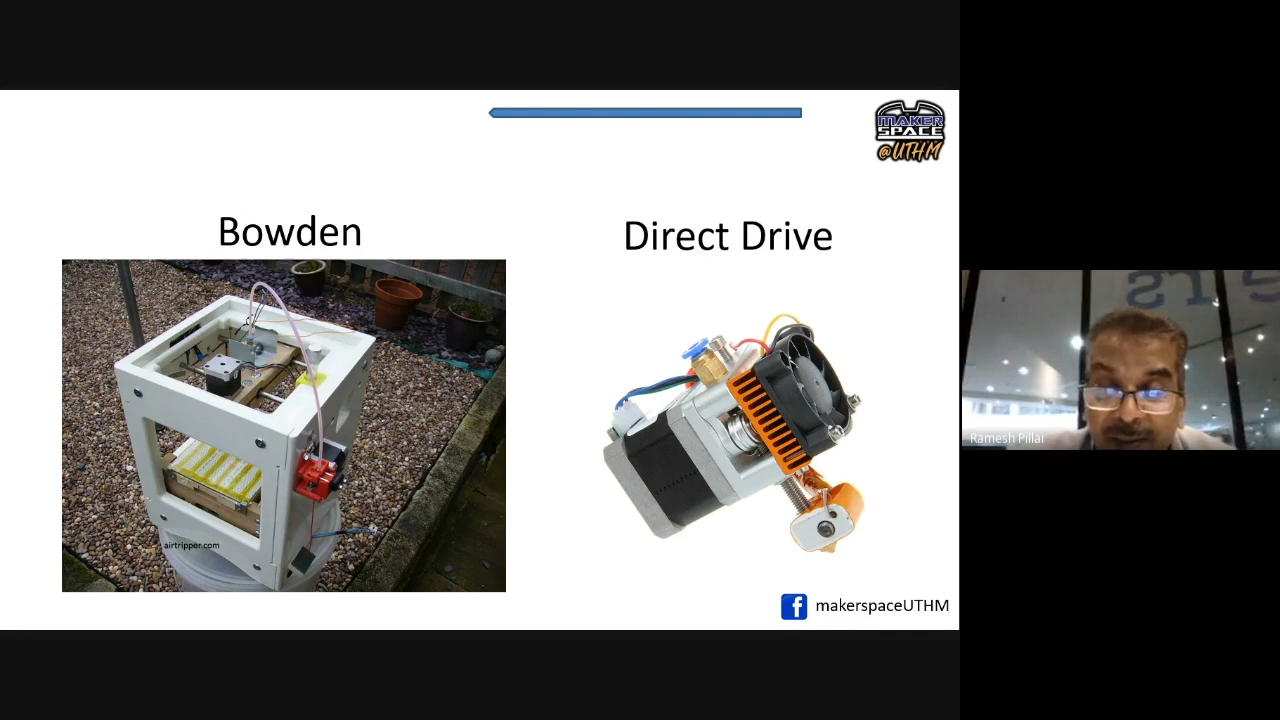 MAKER
SPACE
@UTHM
Bowden
Direct Drive
airtripper.com
makerspaceUTHM
Ramesh Pillai